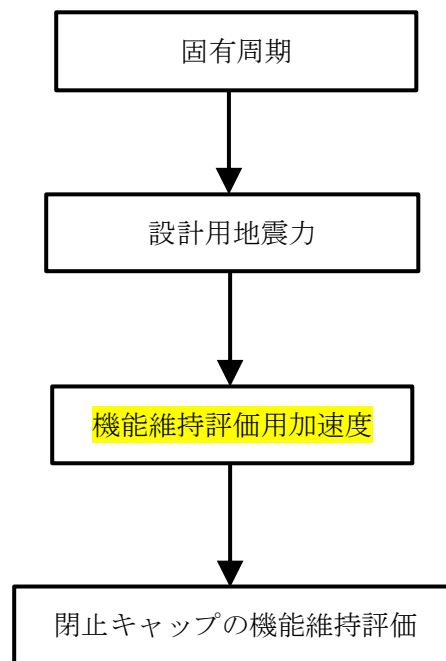 固有周期
設計用地震力
機能維持評価用加速度
閉止キャップの機能維持評価